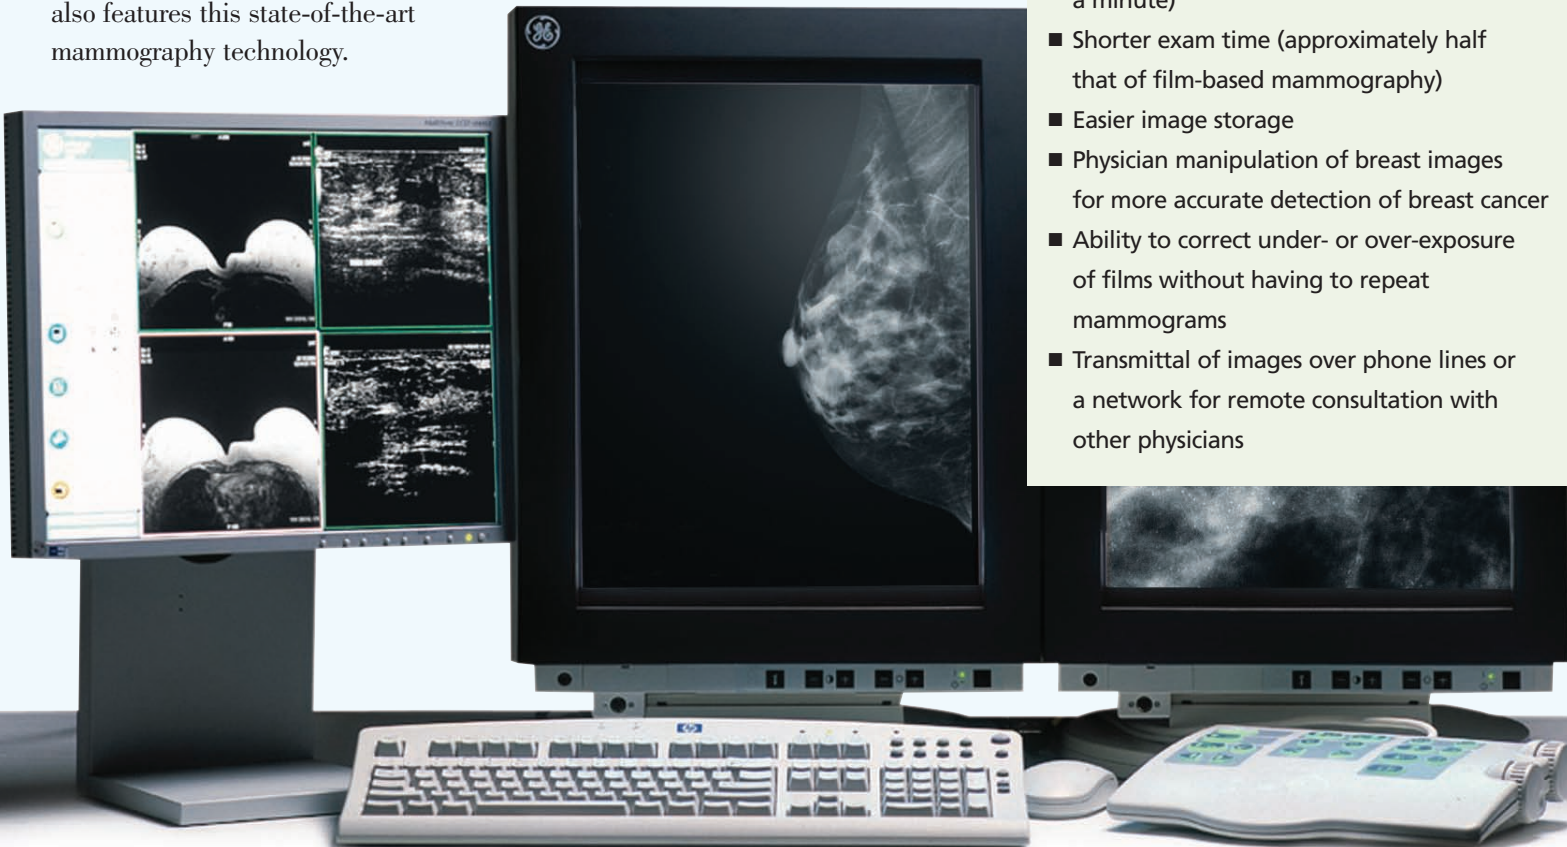 also features this state-of-the-art
mammography technology.
a minute)
■ Shorter exam time (approximately half
that of film-based mammography)
■ Easier image storage
■ Physician manipulation of breast images
for more accurate detection of breast cancer
■ Ability to correct under- or over-exposure
of films without having to repeat
mammograms
■ Transmittal of images over phone lines or
a network for remote consultation with
other physicians
GE
hp